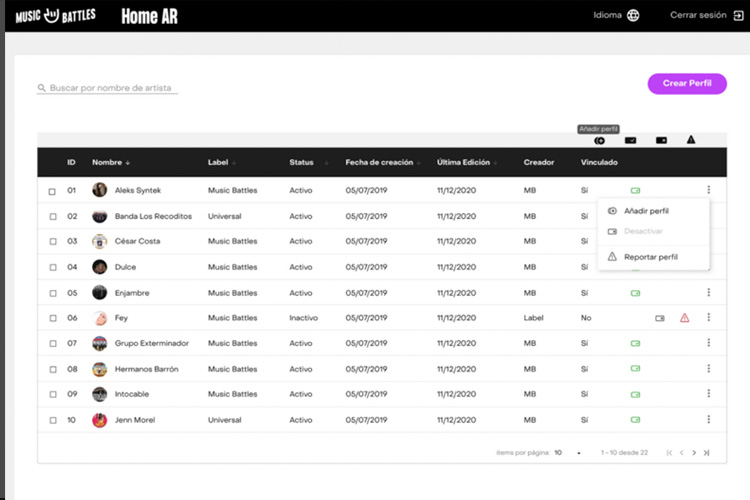 MUSIC BATTLES Home AR Idioma Cerrar sesión
Buscar por nombre de artista Crear Perfil
Añadir perfil
ID Nombre Label Status Fecha de creación Última Edición Creador Vinculado
01 Aleks Syntek Music Battles Activo 05/07/2019 11/12/2020 MB Sí
Añadir perfil
02 Banda Los Recoditos Universal Activo 05/07/2019 11/12/2020 MB Sí
Desactivar
03 César Costa Music Battles Activo 05/07/2019 11/12/2020 MB Sí
Reportar perfil
04 Dulce Music Battles Activo 05/07/2019 11/12/2020 MB Sí
05 Enjambre Music Battles Activo 05/07/2019 11/12/2020 MB Sí
06 Fey Music Battles Inactivo 05/07/2019 11/12/2020 Label No
07 Grupo Exterminador Music Battles Activo 05/07/2019 11/12/2020 MB Sí
08 Hermanos Barrón Music Battles Activo 05/07/2019 11/12/2020 MB Sí
09 Intocable Music Battles Activo 05/07/2019 11/12/2020 MB Sí
10 Jenn Morel Universal Activo 05/07/2019 11/12/2020 MB Sí
items por página: 10 1 - 10 desde 22